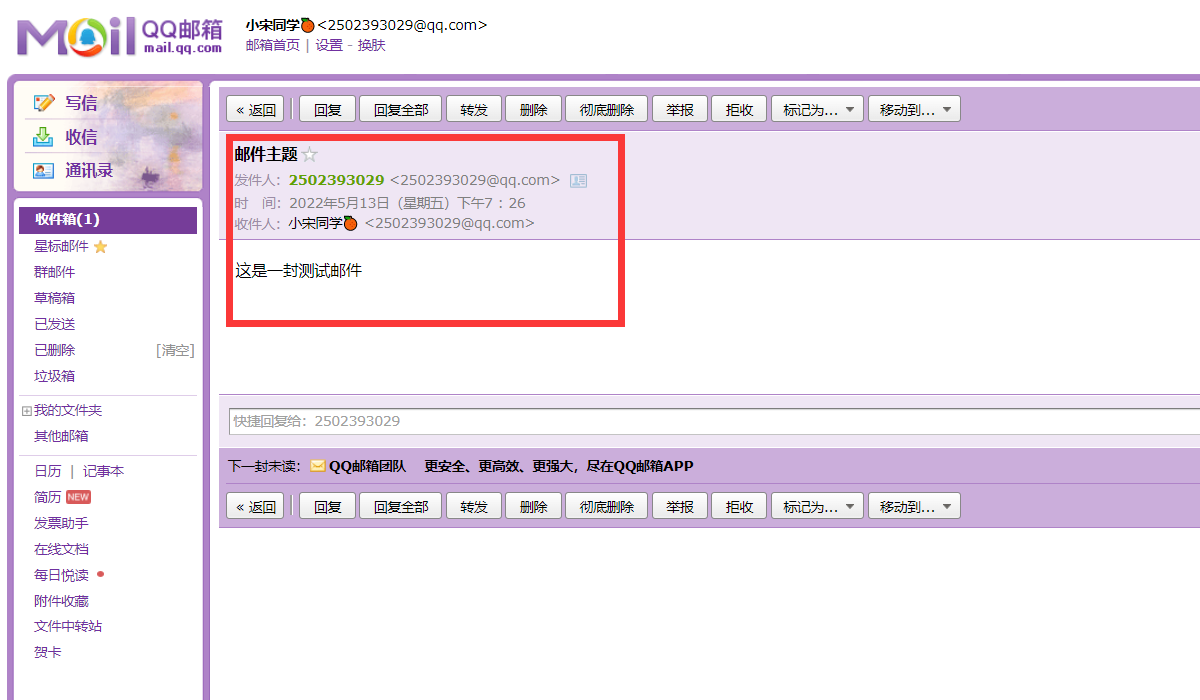 Mail QQ邮箱 mail.qq.com
小宋同学🍊<2502393029@qq.com>
邮箱首页 | 设置 - 换肤
写信
收信
通讯录
收件箱(1)
星标邮件
群邮件
草稿箱
已发送
已删除 [清空]
垃圾箱
我的文件夹
其他邮箱
日历 | 记事本
简历 NEW
发票助手
在线文档
每日悦读
附件收藏
文件中转站
贺卡
« 返回 回复 回复全部 转发 删除 彻底删除 举报 拒收 标记为... 移动到...
邮件主题☆
发件人：2502393029 <2502393029@qq.com>
时 间：2022年5月13日（星期五）下午7：26
收件人：小宋同学🍊 <2502393029@qq.com>
这是一封测试邮件
快捷回复给：2502393029
下一封未读： QQ邮箱团队 更安全、更高效、更强大，尽在QQ邮箱APP
« 返回 回复 回复全部 转发 删除 彻底删除 举报 拒收 标记为... 移动到...